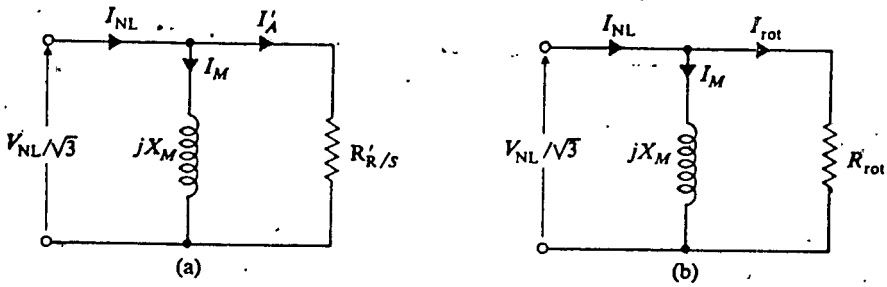 I_NL
I'_A
I_M
V_NL/√3
jX_M
R'_R/s
(a)
I_NL
I_rot
I_M
V_NL/√3
jX_M
R_rot
(b)